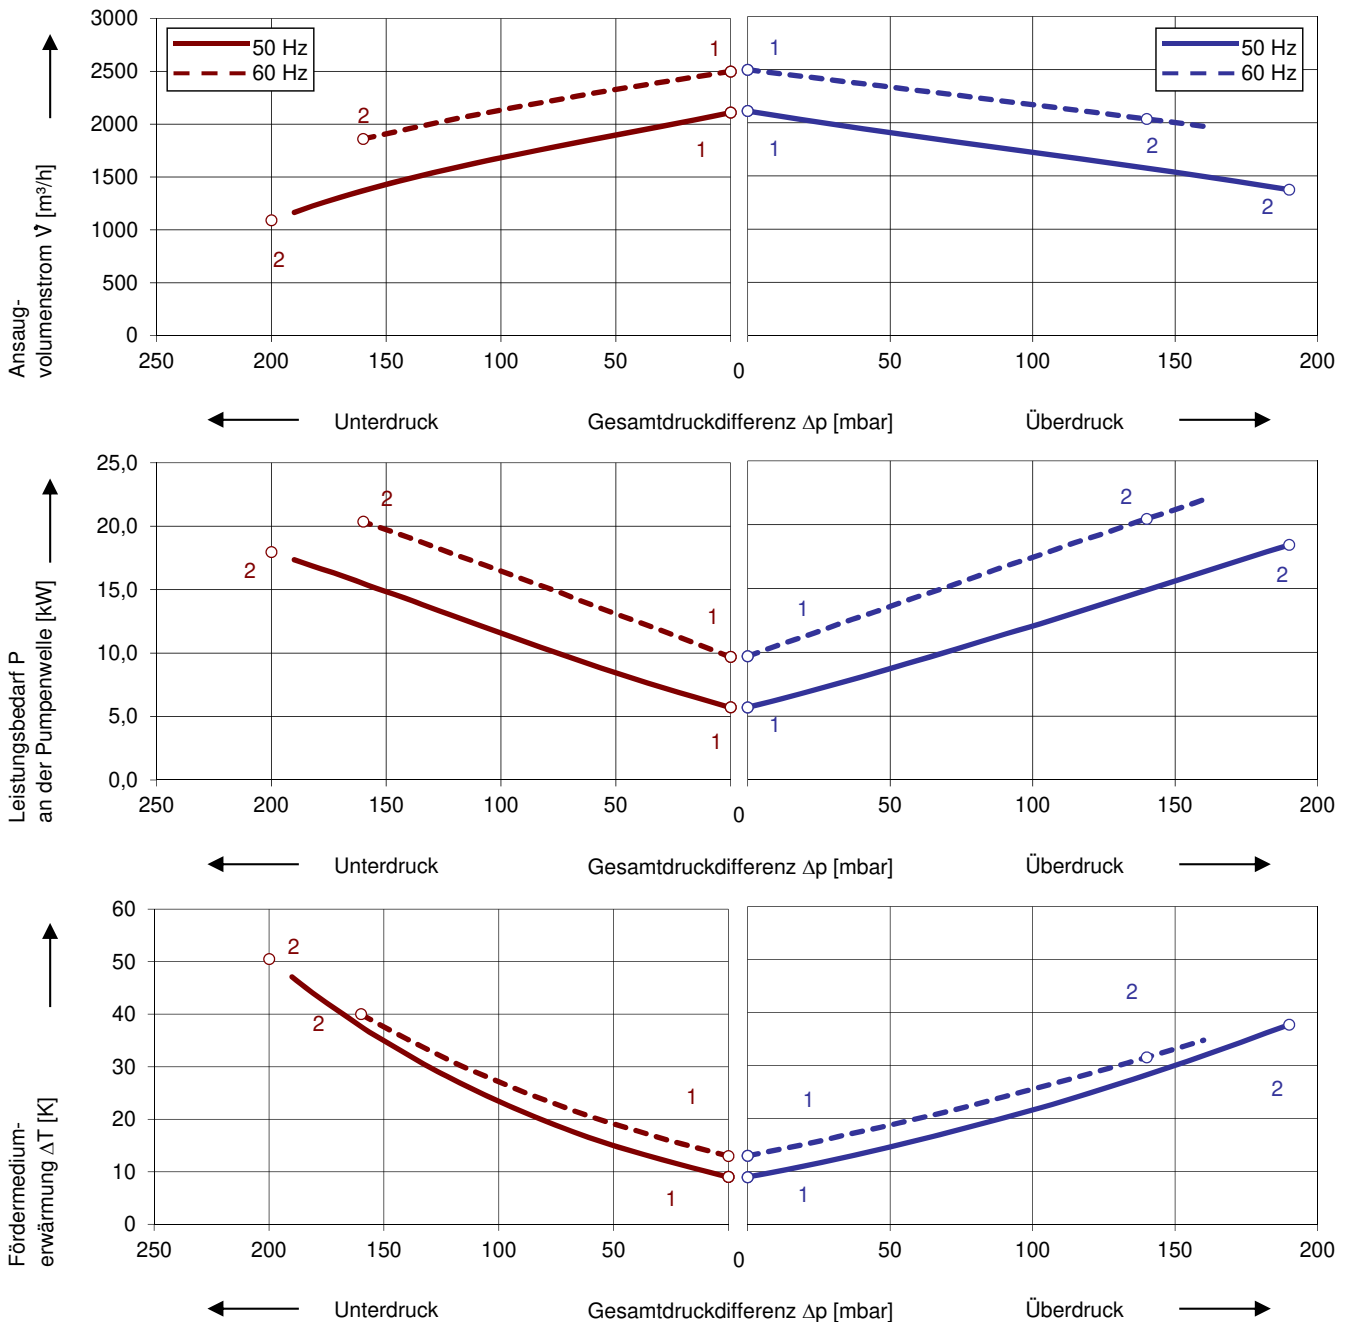 3000
2500
2000
1500
1000
500
0
Ansaug-
volumenstrom V̇ [m³/h]
50 Hz
60 Hz
50 Hz
60 Hz
1
2
1
2
1
2
1
2
250 200 150 100 50 0 50 100 150 200
Unterdruck Gesamtdruckdifferenz Δp [mbar] Überdruck
25,0
20,0
15,0
10,0
5,0
0,0
Leistungsbedarf P
an der Pumpenwelle [kW]
2
2
1
1
2
1
2
1
250 200 150 100 50 0 50 100 150 200
Unterdruck Gesamtdruckdifferenz Δp [mbar] Überdruck
60
50
40
30
20
10
0
Fördermedium-
erwärmung ΔT [K]
2
2
1
1
2
1
2
1
250 200 150 100 50 0 50 100 150 200
Unterdruck Gesamtdruckdifferenz Δp [mbar] Überdruck